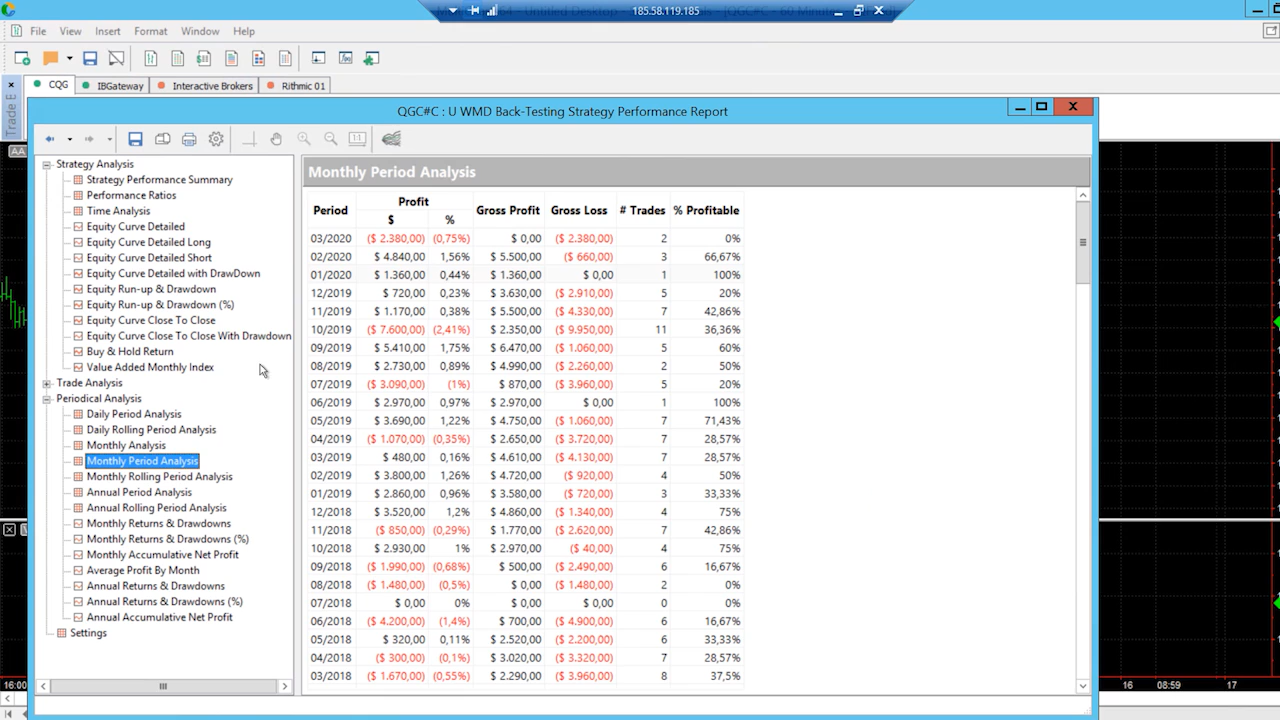 185.58.119.185
File View Insert Format Window Help
CQG IBGateway Interactive Brokers Rithmic 01
QGC#C : U WMD Back-Testing Strategy Performance Report
Strategy Analysis
Strategy Performance Summary
Performance Ratios
Time Analysis
Equity Curve Detailed
Equity Curve Detailed Long
Equity Curve Detailed Short
Equity Curve Detailed with DrawDown
Equity Run-up & Drawdown
Equity Run-up & Drawdown (%)
Equity Curve Close To Close
Equity Curve Close To Close With Drawdown
Buy & Hold Return
Value Added Monthly Index
Trade Analysis
Periodical Analysis
Daily Period Analysis
Daily Rolling Period Analysis
Monthly Analysis
Monthly Period Analysis
Monthly Rolling Period Analysis
Annual Period Analysis
Annual Rolling Period Analysis
Monthly Returns & Drawdowns
Monthly Returns & Drawdowns (%)
Monthly Accumulative Net Profit
Average Profit By Month
Annual Returns & Drawdowns
Annual Returns & Drawdowns (%)
Annual Accumulative Net Profit
Settings
Monthly Period Analysis
Period Profit $ % Gross Profit Gross Loss # Trades % Profitable
03/2020 ($ 2.380,00) (0,75%) $ 0,00 ($ 2.380,00) 2 0%
02/2020 $ 4.840,00 1,56% $ 5.500,00 ($ 660,00) 3 66,67%
01/2020 $ 1.360,00 0,44% $ 1.360,00 $ 0,00 1 100%
12/2019 $ 720,00 0,23% $ 3.630,00 ($ 2.910,00) 5 20%
11/2019 $ 1.170,00 0,38% $ 5.500,00 ($ 4.330,00) 7 42,86%
10/2019 ($ 7.600,00) (2,41%) $ 2.350,00 ($ 9.950,00) 11 36,36%
09/2019 $ 5.410,00 1,75% $ 6.470,00 ($ 1.060,00) 5 60%
08/2019 $ 2.730,00 0,89% $ 4.990,00 ($ 2.260,00) 2 50%
07/2019 ($ 3.090,00) (1%) $ 870,00 ($ 3.960,00) 5 20%
06/2019 $ 2.970,00 0,97% $ 2.970,00 $ 0,00 1 100%
05/2019 $ 3.690,00 1,22% $ 4.750,00 ($ 1.060,00) 7 71,43%
04/2019 ($ 1.070,00) (0,35%) $ 2.650,00 ($ 3.720,00) 7 28,57%
03/2019 $ 480,00 0,16% $ 4.610,00 ($ 4.130,00) 7 28,57%
02/2019 $ 3.800,00 1,26% $ 4.720,00 ($ 920,00) 4 50%
01/2019 $ 2.860,00 0,96% $ 3.580,00 ($ 720,00) 3 33,33%
12/2018 $ 3.520,00 1,2% $ 4.860,00 ($ 1.340,00) 4 75%
11/2018 ($ 850,00) (0,29%) $ 1.770,00 ($ 2.620,00) 7 42,86%
10/2018 $ 2.930,00 1% $ 2.970,00 ($ 40,00) 4 75%
09/2018 ($ 1.990,00) (0,68%) $ 500,00 ($ 2.490,00) 6 16,67%
08/2018 ($ 1.480,00) (0,5%) $ 0,00 ($ 1.480,00) 2 0%
07/2018 $ 0,00 0% $ 0,00 $ 0,00 0 0%
06/2018 ($ 4.200,00) (1,4%) $ 700,00 ($ 4.900,00) 6 16,67%
05/2018 $ 320,00 0,11% $ 2.520,00 ($ 2.200,00) 6 33,33%
04/2018 ($ 300,00) (0,1%) $ 3.020,00 ($ 3.320,00) 7 28,57%
03/2018 ($ 1.670,00) (0,55%) $ 2.290,00 ($ 3.960,00) 8 37,5%
16:00 16 08:59 17